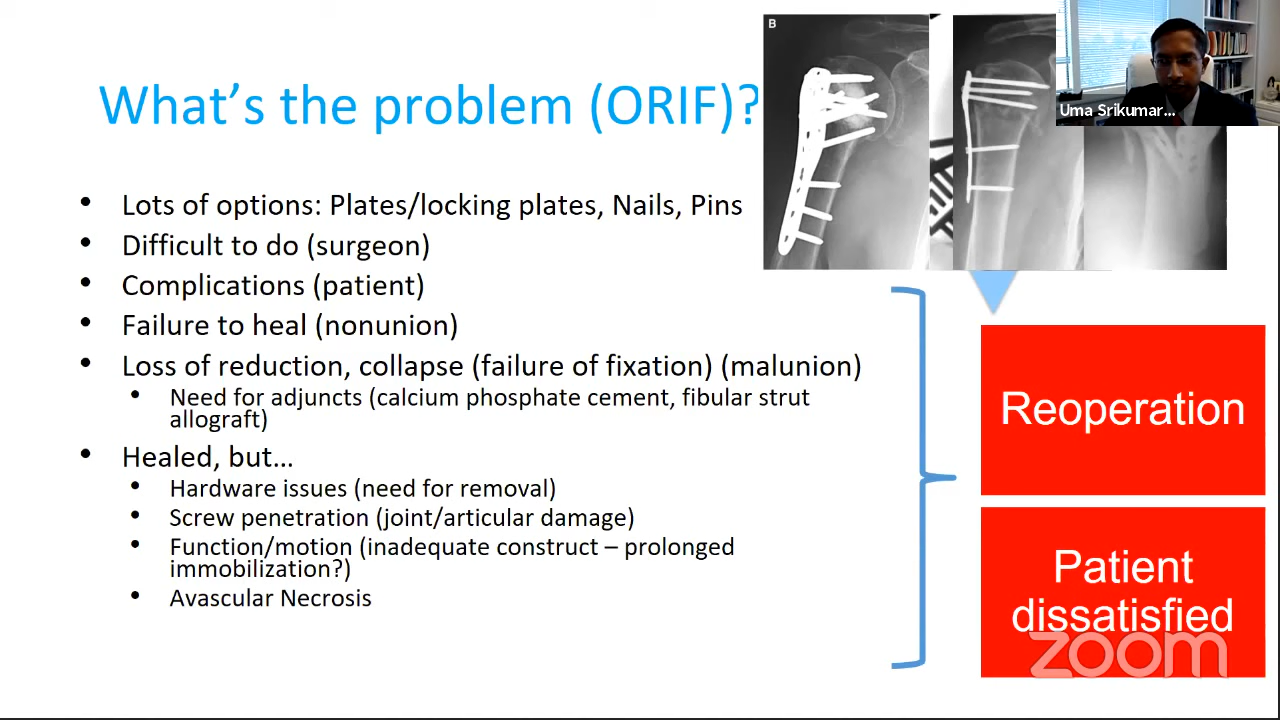 B
Uma Srikumar...
What's the problem (ORIF)?
• Lots of options: Plates/locking plates, Nails, Pins
• Difficult to do (surgeon)
• Complications (patient)
• Failure to heal (nonunion)
• Loss of reduction, collapse (failure of fixation) (malunion)
• Need for adjuncts (calcium phosphate cement, fibular strut
allograft)
• Healed, but…
• Hardware issues (need for removal)
• Screw penetration (joint/articular damage)
• Function/motion (inadequate construct – prolonged
immobilization?)
• Avascular Necrosis
Reoperation
Patient
dissatisfied
zoom